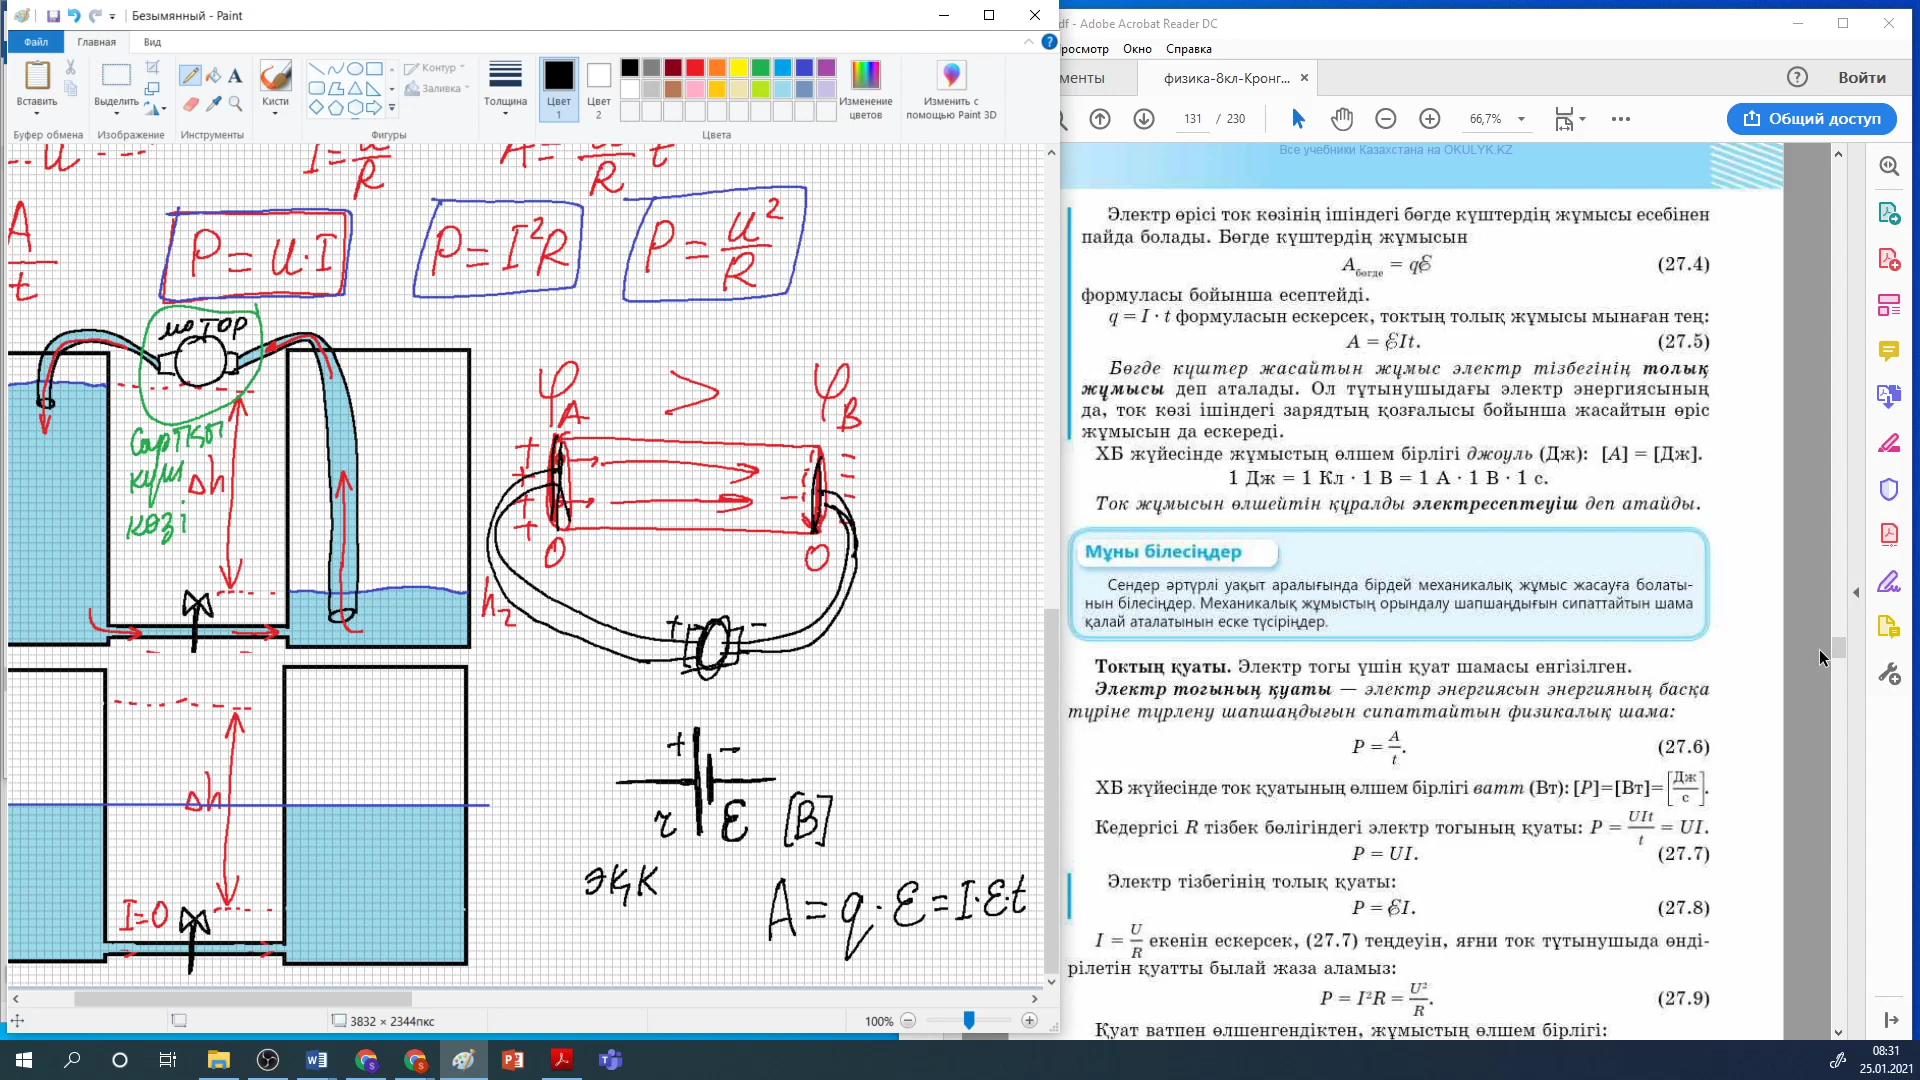 Безымянный - Paint
Файл Главная Вид
Вставить
Выделить
Кисти
Контур
Заливка
Толщина
Цвет 1
Цвет 2
Изменение цветов
Изменить с помощью Paint 3D
Буфер обмена Изображение Инструменты Фигуры Цвета
I = u/R
R t
A/t
P = U·I
P = I²R
P = u²/R
мотор
күш
көзі
Δh
φA > φB
+ + + +
- - -
h₂
+ -
+ -
r ε [B]
ЭҚК
Δh
I=0
A = q·ε = I·ε·t
3832 × 2344пкс
100%
df - Adobe Acrobat Reader DC
росмотр Окно Справка
менты
физика-8кл-Кронг... ×
Войти
131 / 230
66,7%
Общий доступ
Все учебники Казахстана на OKULYK.KZ
Электр өрісі ток көзінің ішіндегі бөгде күштердің жұмысы есебінен
пайда болады. Бөгде күштердің жұмысын
Aбөгде = qℰ (27.4)
формуласы бойынша есептейді.
q = I · t формуласын ескерсек, токтың толық жұмысы мынаған тең:
A = ℰIt. (27.5)
Бөгде күштер жасайтын жұмыс электр тізбегінің толық
жұмысы деп аталады. Ол тұтынушыдағы электр энергиясының
да, ток көзі ішіндегі зарядтың қозғалысы бойынша жасайтын өріс
жұмысын да ескереді.
ХБ жүйесінде жұмыстың өлшем бірлігі джоуль (Дж): [A] = [Дж].
1 Дж = 1 Кл · 1 В = 1 А · 1 В · 1 с.
Ток жұмысын өлшейтін құралды электресептеуіш деп атайды.
Мұны білесіңдер
Сендер әртүрлі уақыт аралығында бірдей механикалық жұмыс жасауға болаты-
нын білесіңдер. Механикалық жұмыстың орындалу шапшаңдығын сипаттайтын шама
қалай аталатынын еске түсіріңдер.
Токтың қуаты. Электр тогы үшін қуат шамасы енгізілген.
Электр тогының қуаты — электр энергиясын энергияның басқа
түріне түрлену шапшаңдығын сипаттайтын физикалық шама:
P = A/t. (27.6)
ХБ жүйесінде ток қуатының өлшем бірлігі ватт (Вт): [P]=[Вт]=[Дж/с].
Кедергісі R тізбек бөлігіндегі электр тогының қуаты: P = UIt/t = UI.
P = UI. (27.7)
Электр тізбегінің толық қуаты:
P = ℰI. (27.8)
I = U/R екенін ескерсек, (27.7) теңдеуін, яғни ток тұтынушыда өнді-
рілетін қуатты былай жаза аламыз:
P = I²R = U²/R. (27.9)
Қуат ватпен өлшенгендіктен, жұмыстың өлшем бірлігі:
08:31
25.01.2021